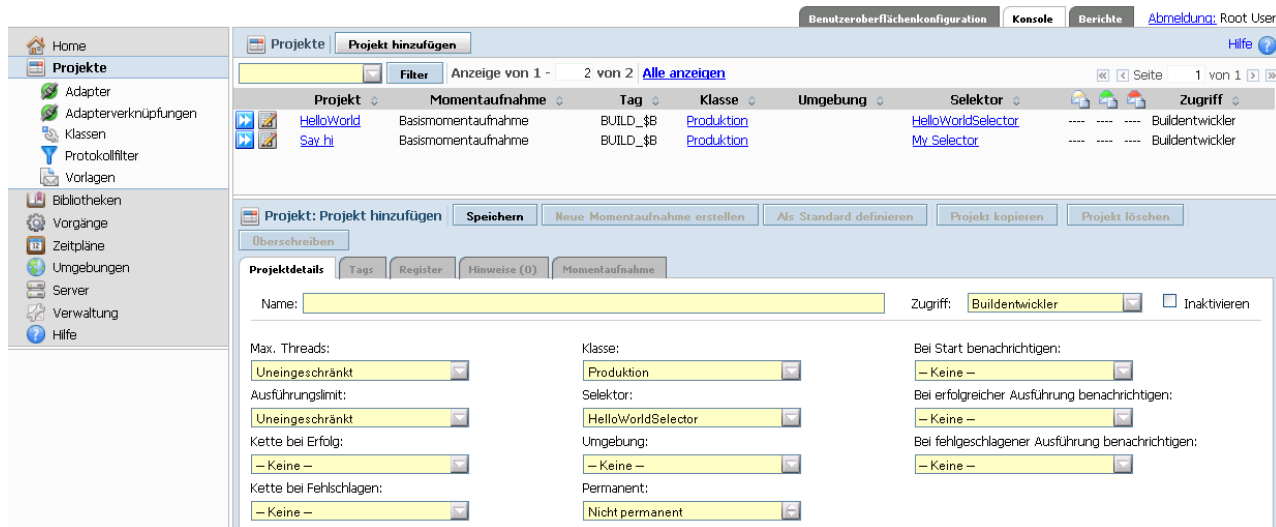 Benutzeroberflächenkonfiguration Konsole Berichte Abmeldung: Root User
Home
Projekte
Adapter
Adapterverknüpfungen
Klassen
Protokollfilter
Vorlagen
Bibliotheken
Vorgänge
Zeitpläne
Umgebungen
Server
Verwaltung
Hilfe
Projekte Projekt hinzufügen Hilfe
Filter Anzeige von 1 - 2 von 2 Alle anzeigen Seite 1 von 1
Projekt Momentaufnahme Tag Klasse Umgebung Selektor Zugriff
HelloWorld Basismomentaufnahme BUILD_$B Produktion HelloWorldSelector ---- ---- ---- Buildentwickler
Say hi Basismomentaufnahme BUILD_$B Produktion My Selector ---- ---- ---- Buildentwickler
Projekt: Projekt hinzufügen Speichern Neue Momentaufnahme erstellen Als Standard definieren Projekt kopieren Projekt löschen
Überschreiben
Projektdetails Tags Register Hinweise (0) Momentaufnahme
Name: Zugriff: Buildentwickler Inaktivieren
Max. Threads: Klasse: Bei Start benachrichtigen:
Uneingeschränkt Produktion -- Keine --
Ausführungslimit: Selektor: Bei erfolgreicher Ausführung benachrichtigen:
Uneingeschränkt HelloWorldSelector -- Keine --
Kette bei Erfolg: Umgebung: Bei fehlgeschlagener Ausführung benachrichtigen:
-- Keine -- -- Keine -- -- Keine --
Kette bei Fehlschlagen: Permanent:
-- Keine -- Nicht permanent